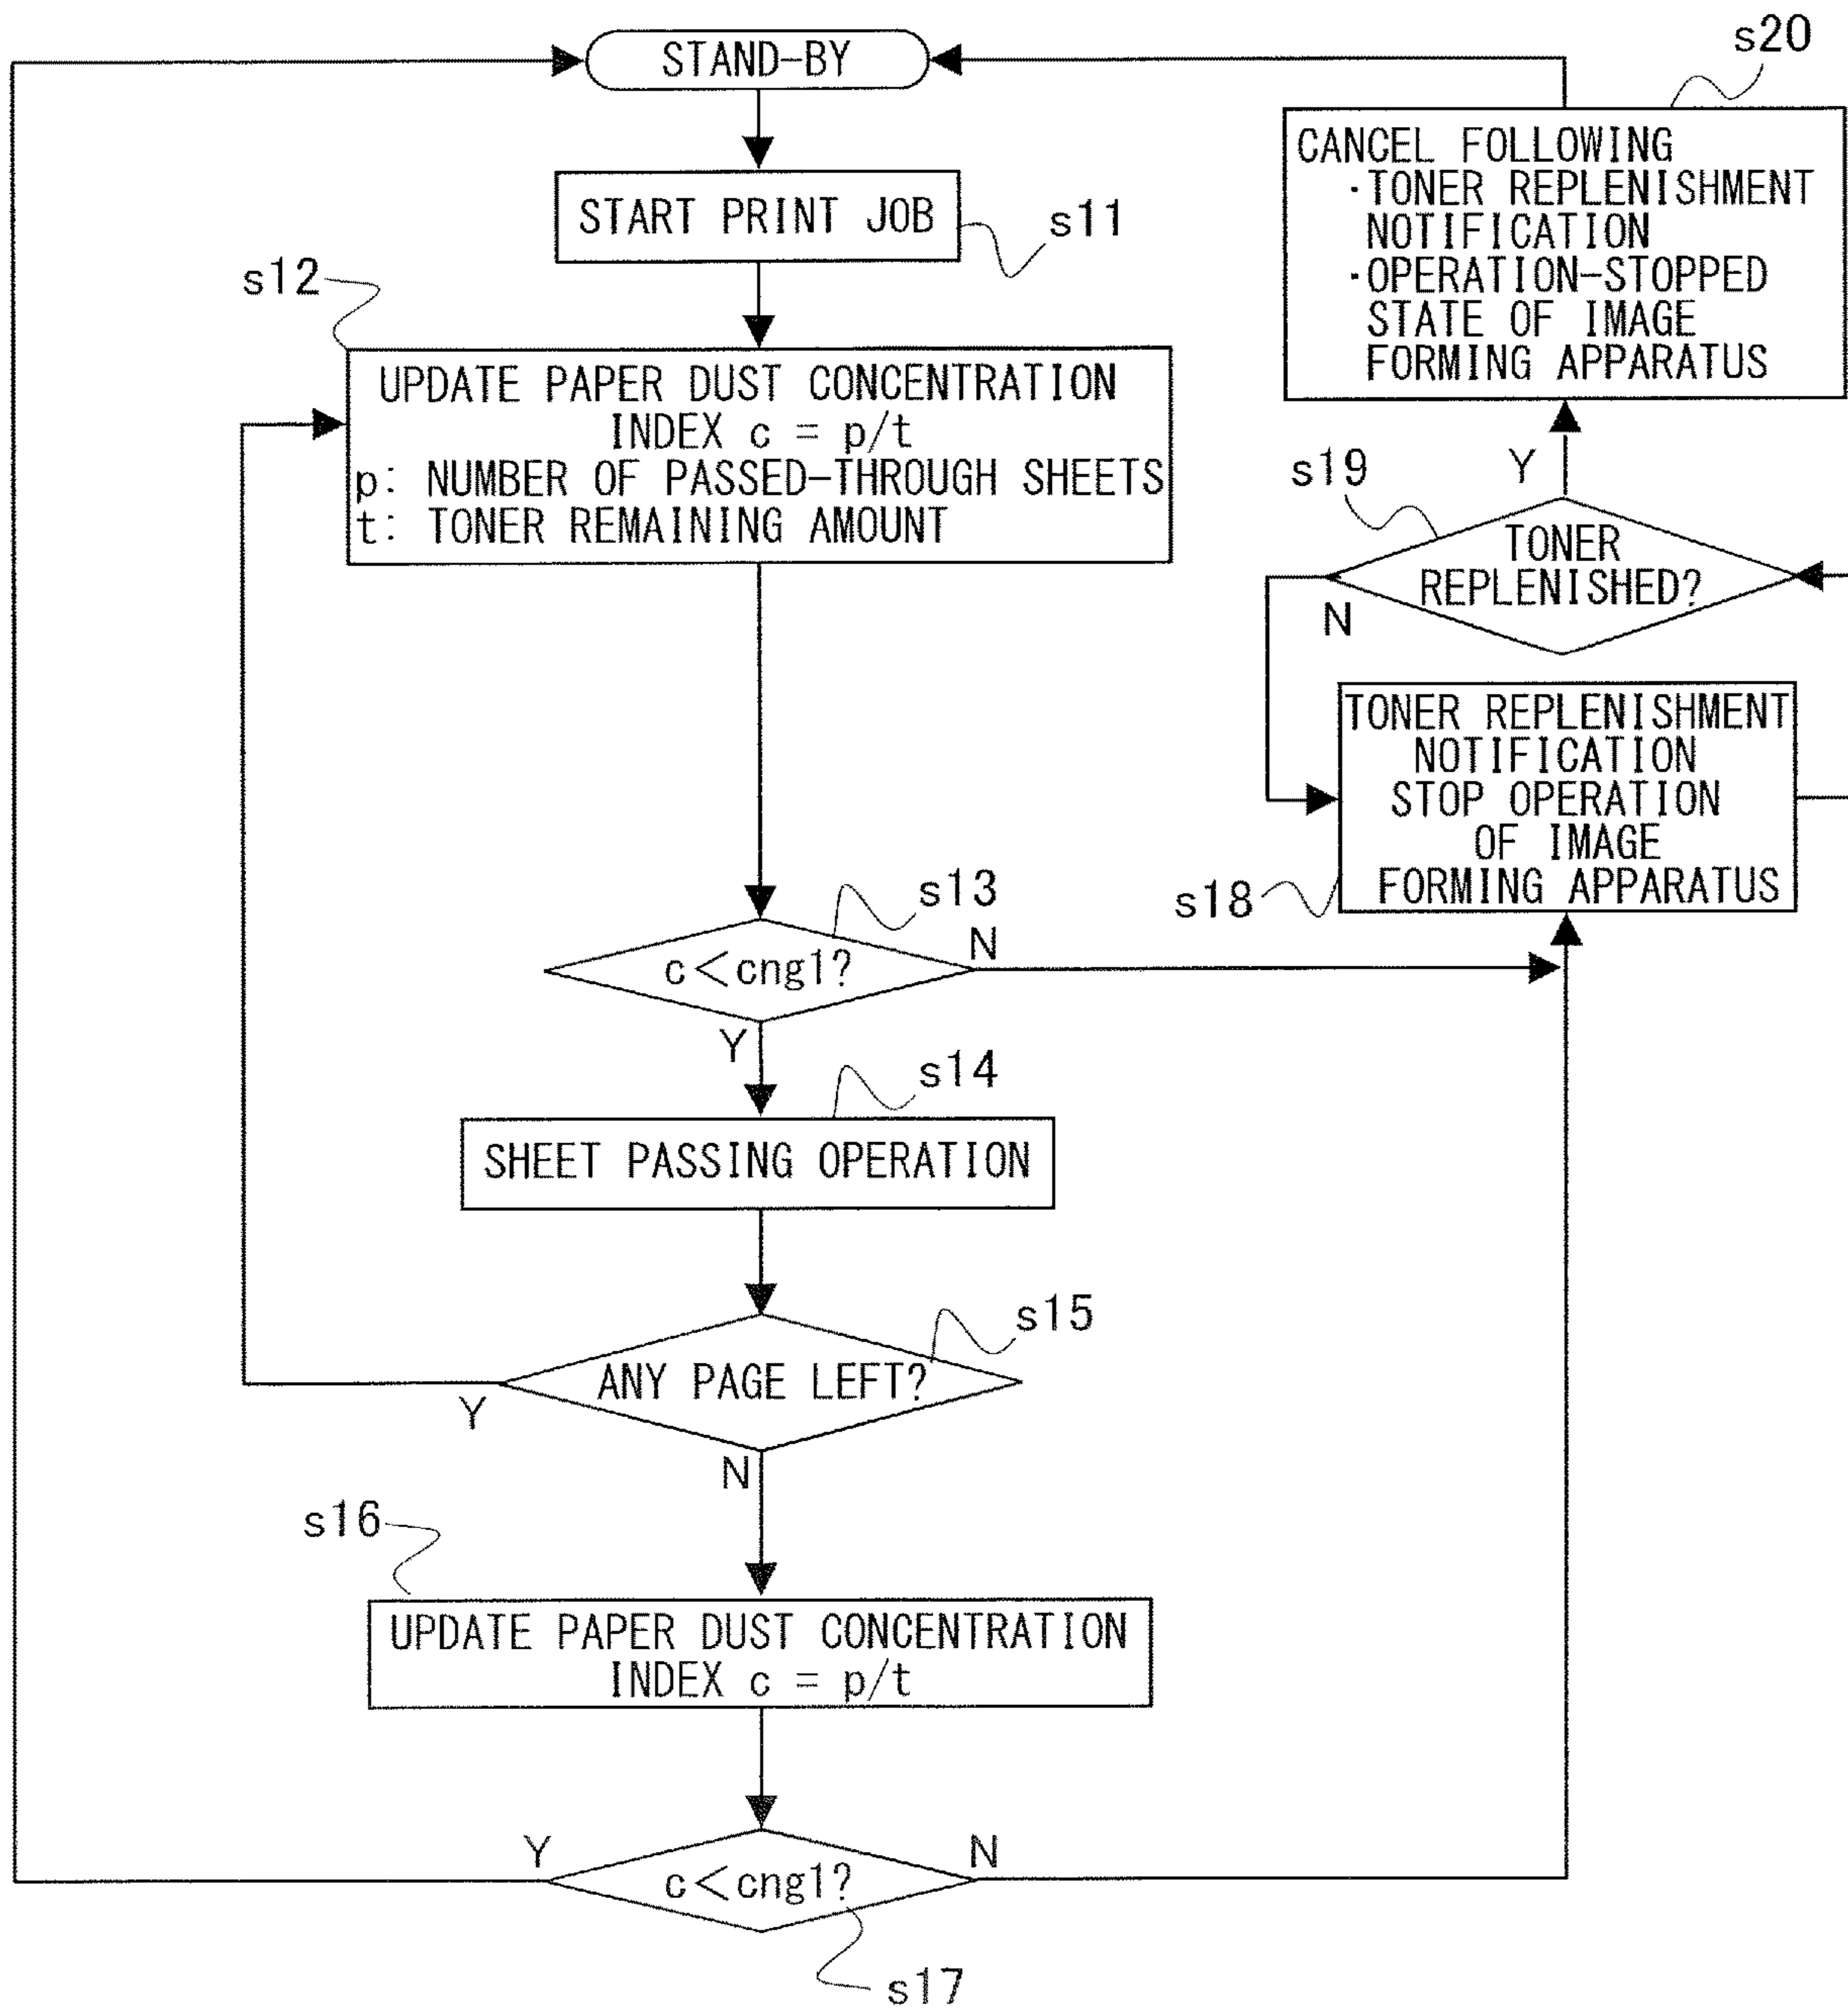 STAND-BY
START PRINT JOB
s11
s12
UPDATE PAPER DUST CONCENTRATION
INDEX c = p/t
p: NUMBER OF PASSED-THROUGH SHEETS
t: TONER REMAINING AMOUNT
s13
c<cng1?
N
Y
s14
SHEET PASSING OPERATION
s15
ANY PAGE LEFT?
Y
N
s16
UPDATE PAPER DUST CONCENTRATION
INDEX c = p/t
Y
c<cng1?
N
s17
s20
CANCEL FOLLOWING
·TONER REPLENISHMENT
NOTIFICATION
·OPERATION-STOPPED
STATE OF IMAGE
FORMING APPARATUS
Y
s19
TONER
REPLENISHED?
N
TONER REPLENISHMENT
NOTIFICATION
STOP OPERATION
OF IMAGE
FORMING APPARATUS
s18